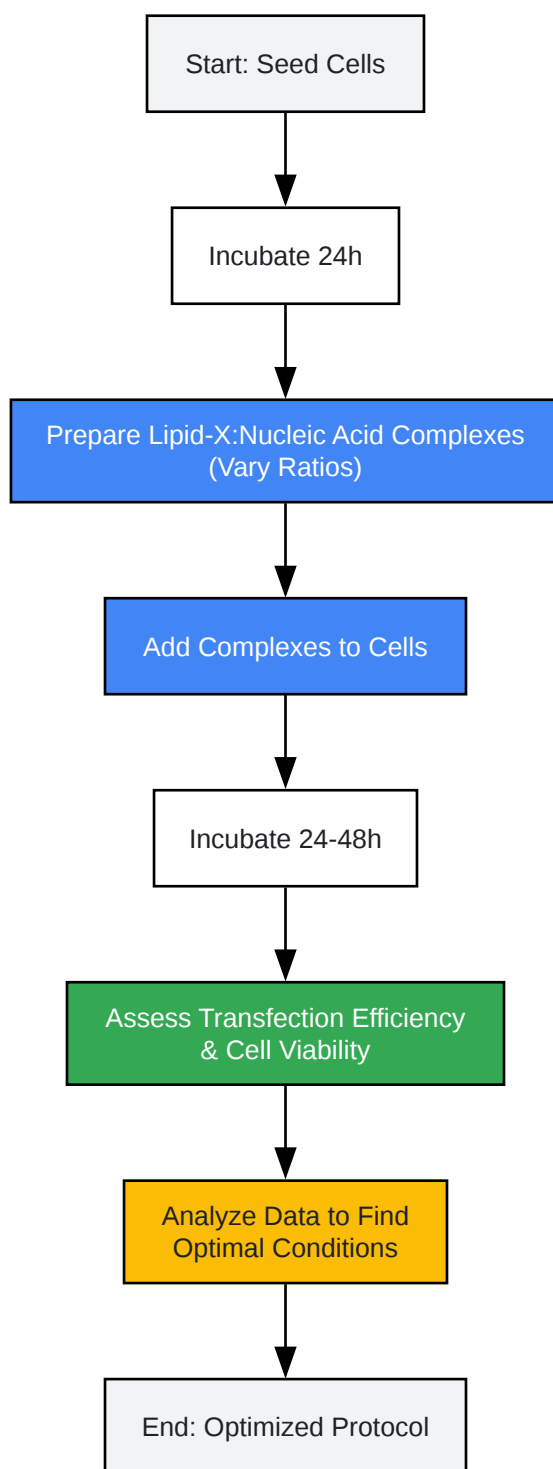 Start: Seed Cells
Incubate 24h
Prepare Lipid-X:Nucleic Acid Complexes
(Vary Ratios)
Add Complexes to Cells
Incubate 24-48h
Assess Transfection Efficiency
& Cell Viability
Analyze Data to Find
Optimal Conditions
End: Optimized Protocol